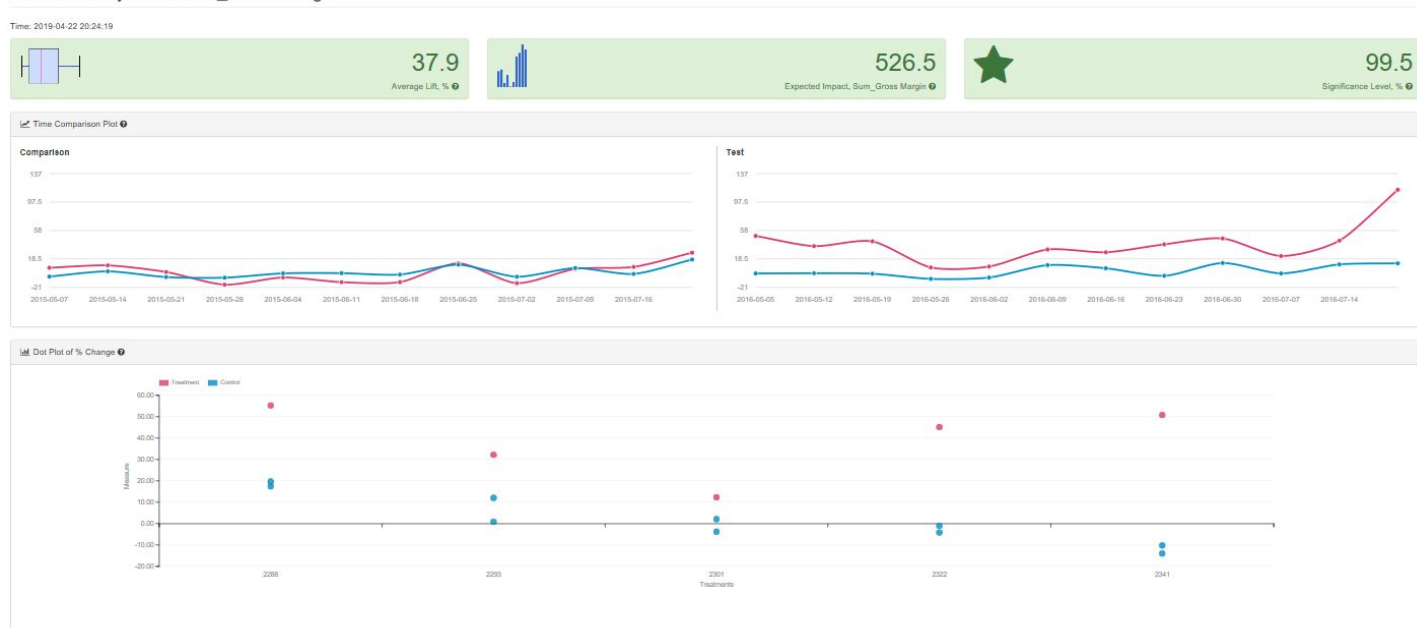 Time: 2019-04-22 20:24:19
37.9
Average Lift, %
526.5
Expected Impact, Sum_Gross Margin
99.5
Significance Level, %
Time Comparison Plot
Comparison
137
97.5
58
18.5
-21
2015-05-07 2015-05-14 2015-05-21 2015-05-28 2015-06-04 2015-06-11 2015-06-18 2015-06-25 2015-07-02 2015-07-09 2015-07-16
Test
137
97.5
58
18.5
-21
2016-05-05 2016-05-12 2016-05-19 2016-05-26 2016-06-02 2016-06-09 2016-06-16 2016-06-23 2016-06-30 2016-07-07 2016-07-14
Dot Plot of % Change
Treatment Control
60.00
50.00
40.00
30.00
20.00
10.00
0.00
-10.00
-20.00
Measure
2288 2293 2301 2322 2341
Treatments